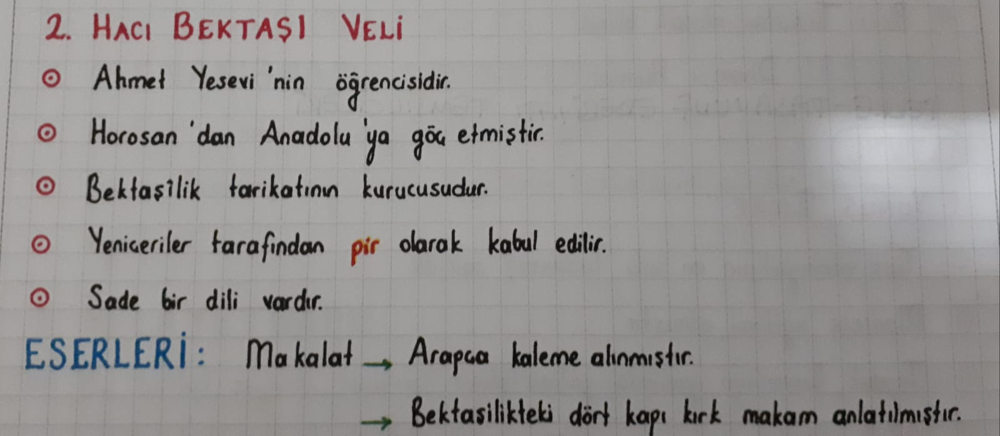 2. HACI BEKTAŞI VELİ
⊙ Ahmet Yesevi'nin öğrencisidir.
⊙ Horosan'dan Anadolu'ya göç etmiştir.
⊙ Bektaşîlik tarikatının kurucusudur.
⊙ Yeniçeriler tarafından pir olarak kabul edilir.
⊙ Sade bir dili vardır.
ESERLERİ: Makalat → Arapça kaleme alınmıştır.
→ Bektaşilikteki dört kapı kırk makam anlatılmıştır.